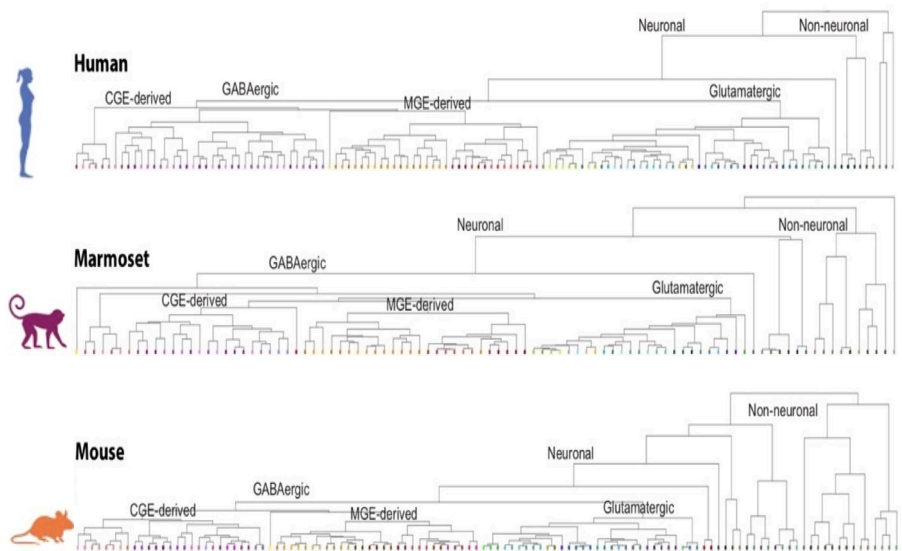 Neuronal
Non-neuronal
Human
GABAergic
CGE-derived
MGE-derived
Glutamatergic
Neuronal
Non-neuronal
Marmoset
GABAergic
CGE-derived
MGE-derived
Glutamatergic
Non-neuronal
Mouse
Neuronal
GABAergic
CGE-derived
MGE-derived
Glutamatergic